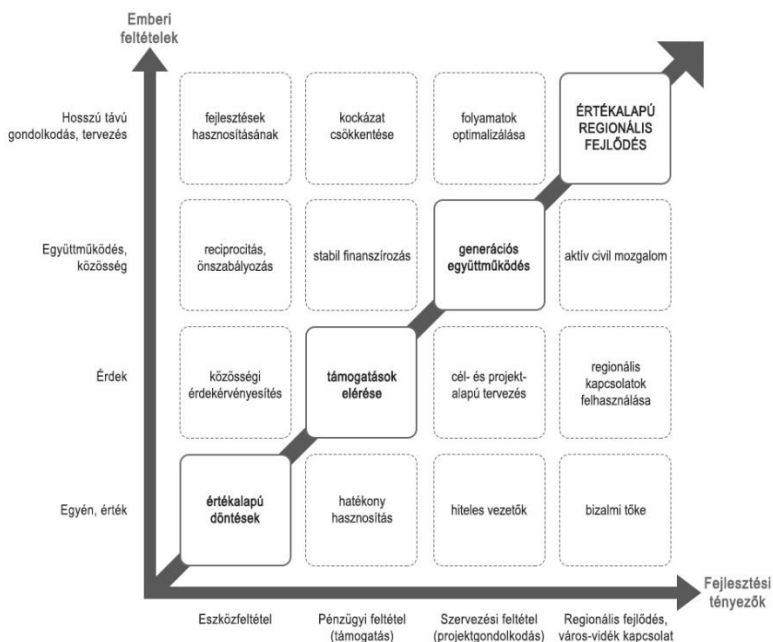 Emberi
feltételek
Hosszú távú
gondolkodás, tervezés
fejlesztések
hasznosításának
kockázat
csökkentése
folyamatok
optimalizálása
ÉRTÉKALAPÚ
REGIONÁLIS
FEJLŐDÉS
Együttműködés,
közösség
reciprocitás,
önszabályozás
stabil finanszírozás
generációs
együttműködés
aktív civil mozgalom
Érdek
közösségi
érdekérvényesítés
támogatások
elérése
cél- és projekt-
alapú tervezés
regionális
kapcsolatok
felhasználása
Egyén, érték
értékalapú
döntések
hatékony
hasznosítás
hiteles vezetők
bizalmi tőke
Eszközfeltétel
Pénzügyi feltétel
(támogatás)
Szervezési feltétel
(projektgondolkodás)
Regionális fejlődés,
város-vidék kapcsolat
Fejlesztési
tényezők